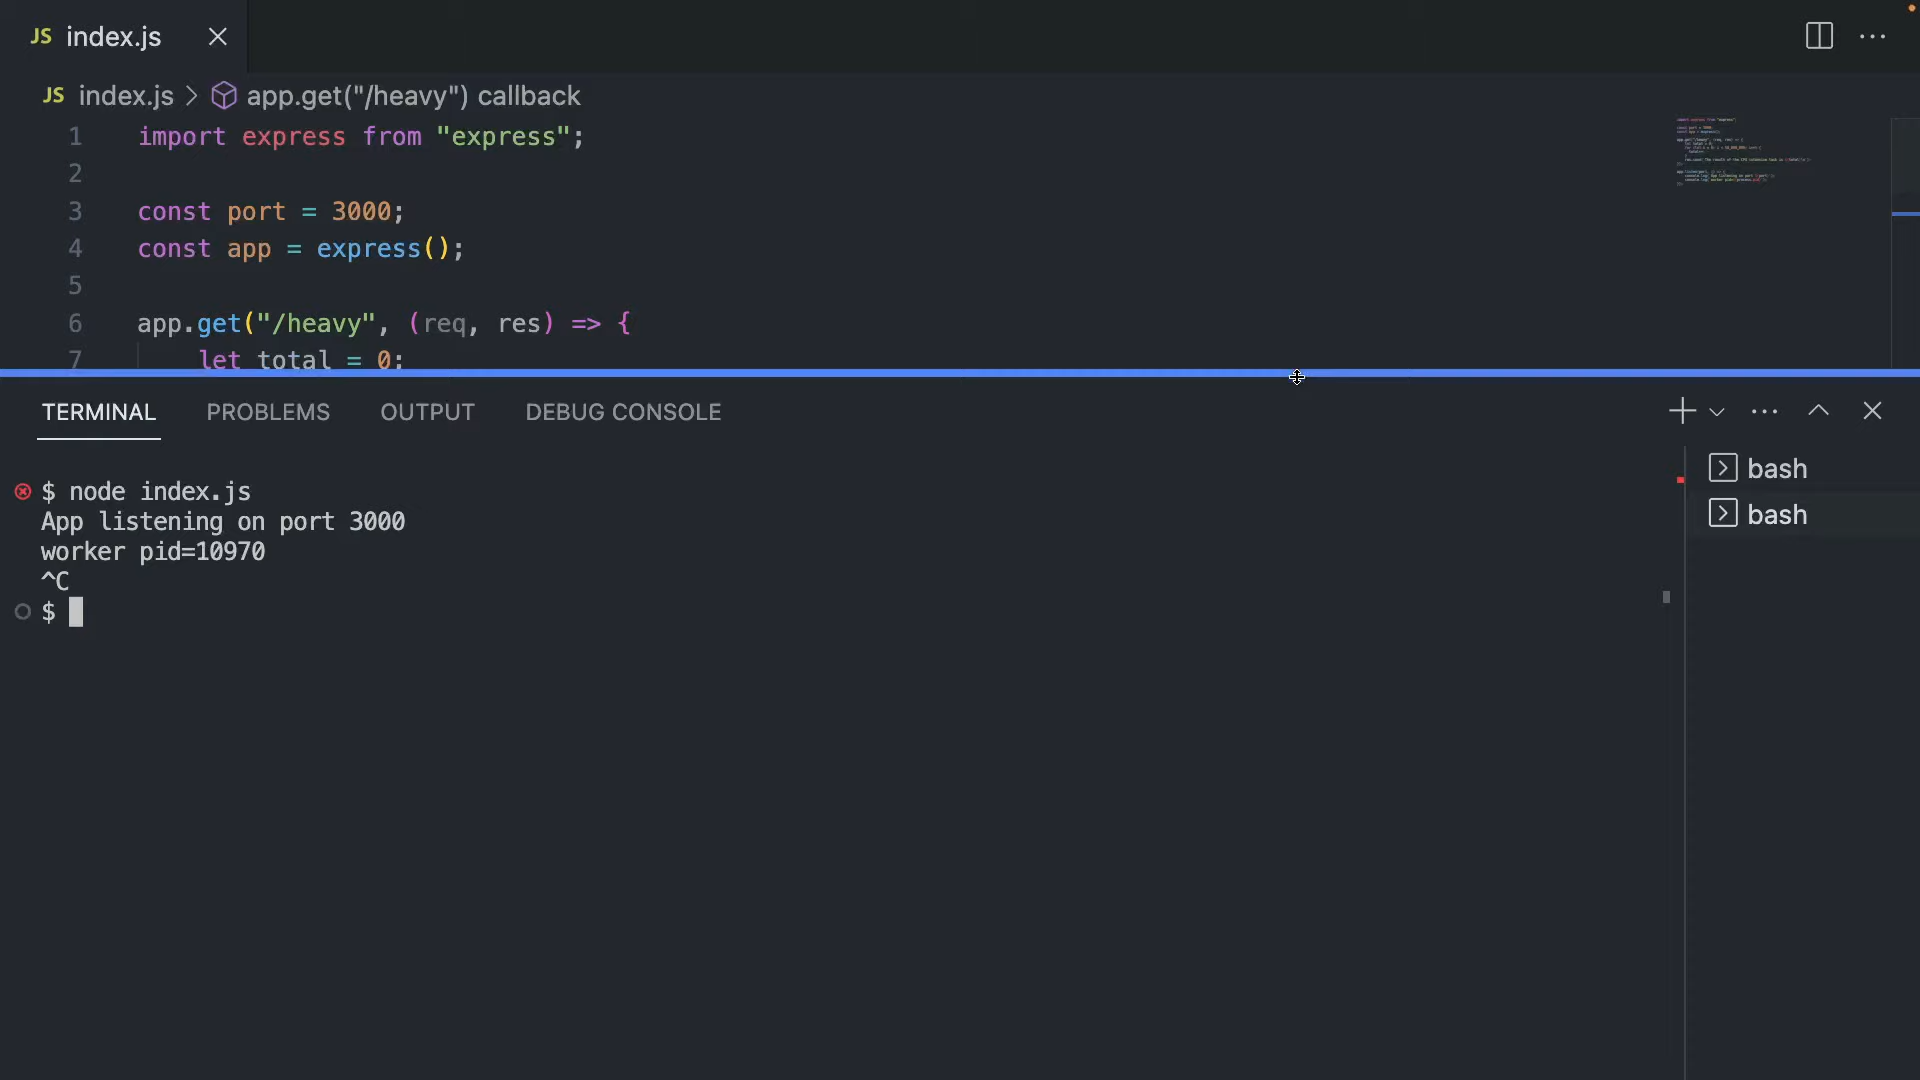 JS index.js
JS index.js > app.get("/heavy") callback
1 import express from "express";
2
3 const port = 3000;
4 const app = express();
5
6 app.get("/heavy", (req, res) => {
7 let total = 0;
TERMINAL PROBLEMS OUTPUT DEBUG CONSOLE
bash
bash
$ node index.js
App listening on port 3000
worker pid=10970
^C
$